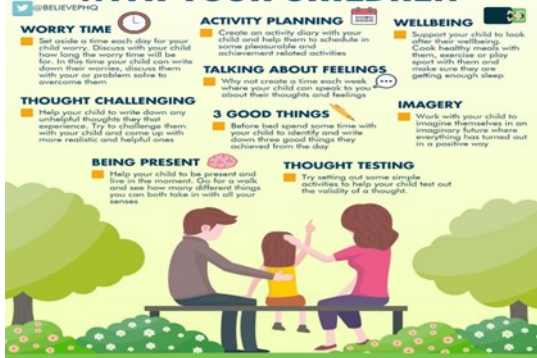 @BELIEVEPHQ
WORRY TIME
Set aside a time each day for your
child worry. Discuss with your child
how long the worry time will be
for. In this time your child can write
down their worries, discuss them
with your or problem solve to
overcome them
THOUGHT CHALLENGING
Help your child to write down any
unhelpful thoughts they that
experience. Try to challenge them
with your child and come up with
more realistic and helpful ones
ACTIVITY PLANNING
Create an activity diary with your
child and help them to schedule in
some pleasurable and
achievement related activities
TALKING ABOUT FEELINGS
Why not create a time each week
where your child can speak to you
about their thoughts and feelings
3 GOOD THINGS
Before bed spend some time with
your child to identify and write
down three good things they
achieved from the day
WELLBEING
Support your child to look
after their wellbeing.
Cook healthy meals with
them, exercise or play
sport with them and
make sure they are
getting enough sleep
IMAGERY
Work with your child to
imagine themselves in an
imaginary future where
everything has turned out
in a positive way
BEING PRESENT
Help your child to be present and
live in the moment. Go for a walk
and see how many different things
you can both take in with all your
senses
THOUGHT TESTING
Try setting out some simple
activities to help your child test out
the validity of a thought.